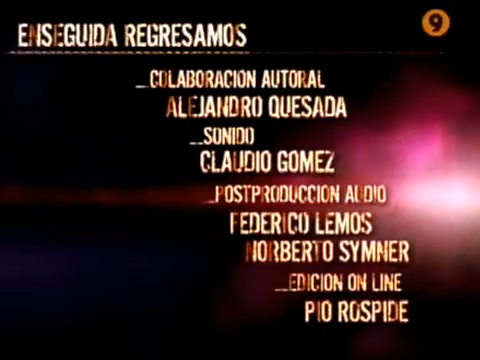 ENSEGUIDA REGRESAMOS
9
_COLABORACION AUTORAL
ALEJANDRO QUESADA
_SONIDO
CLAUDIO GOMEZ
_POSTPRODUCCION AUDIO
FEDERICO LEMOS
NORBERTO SYMNER
_EDICION ON LINE
PIO ROSPIDE